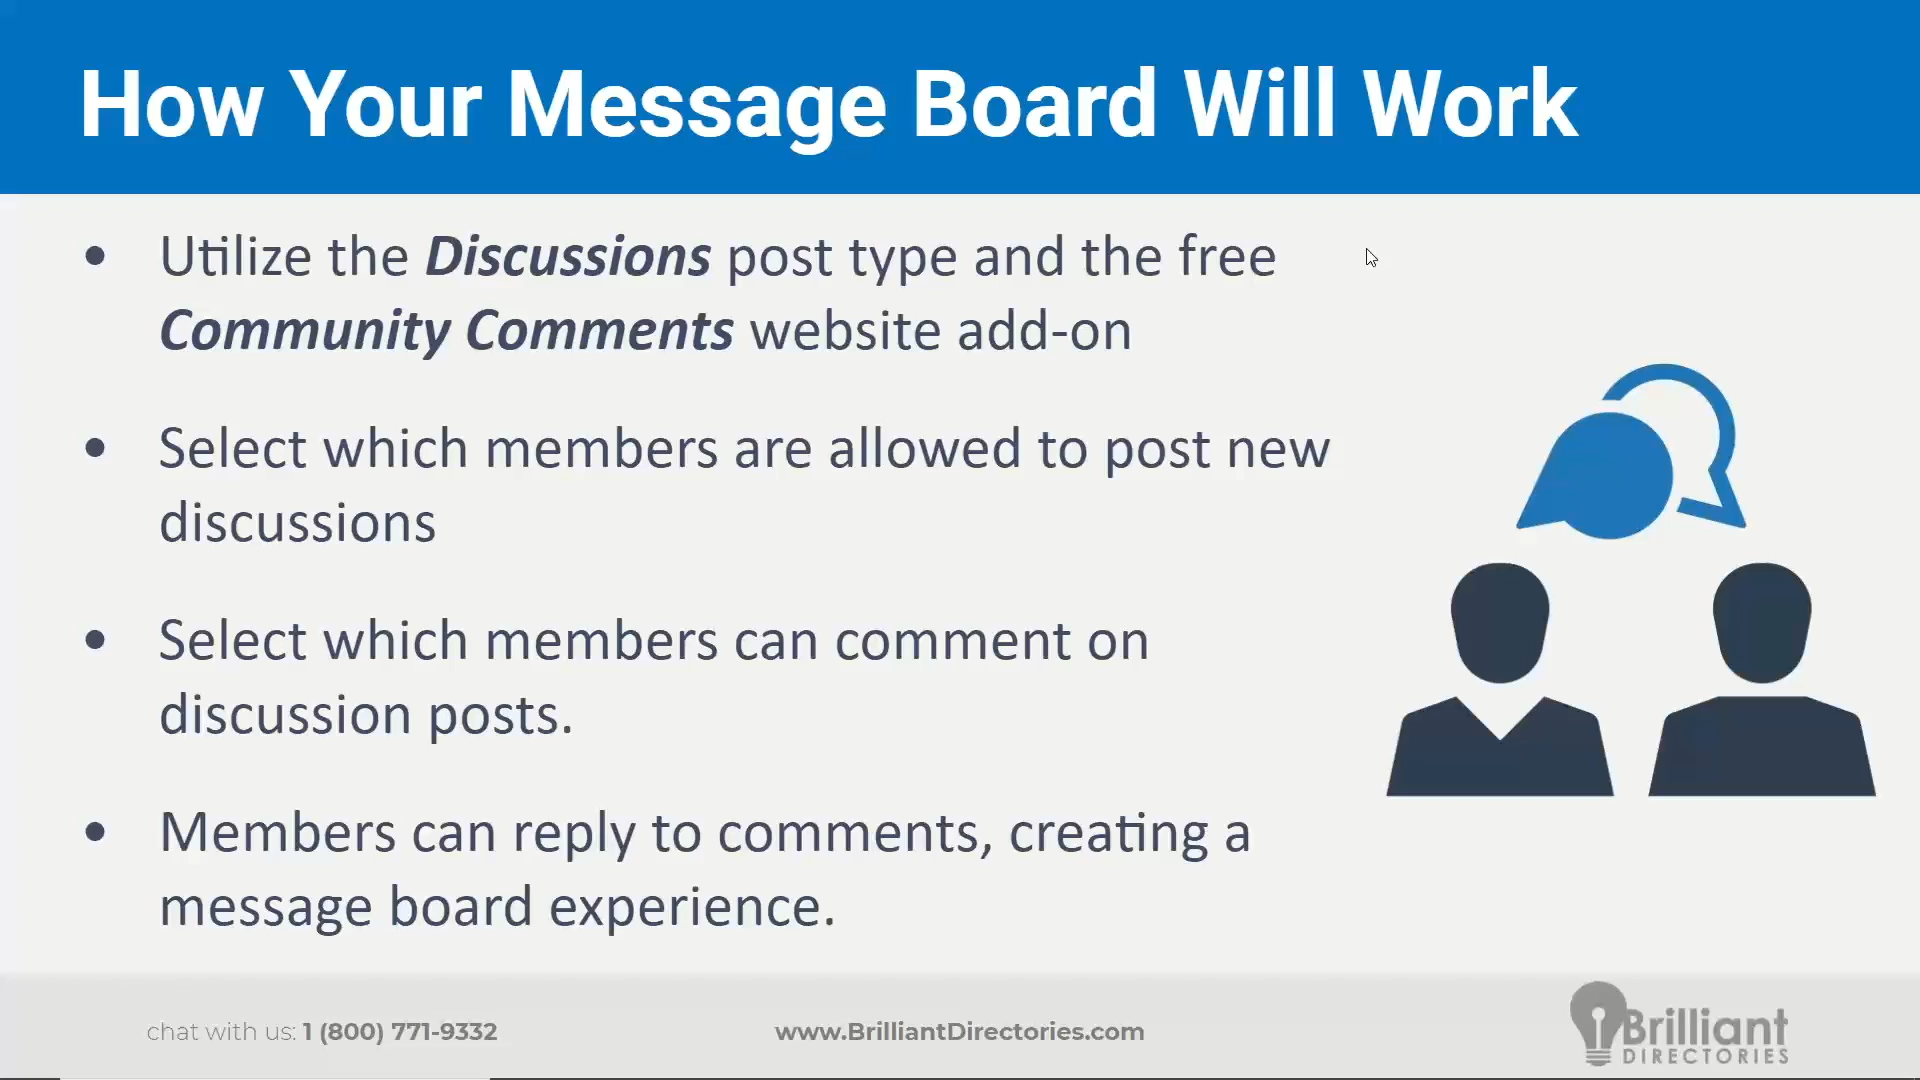 How Your Message Board Will Work
• Utilize the Discussions post type and the free
Community Comments website add-on
• Select which members are allowed to post new
discussions
• Select which members can comment on
discussion posts.
• Members can reply to comments, creating a
message board experience.
chat with us: 1 (800) 771-9332
www.BrilliantDirectories.com
Brilliant
DIRECTORIES